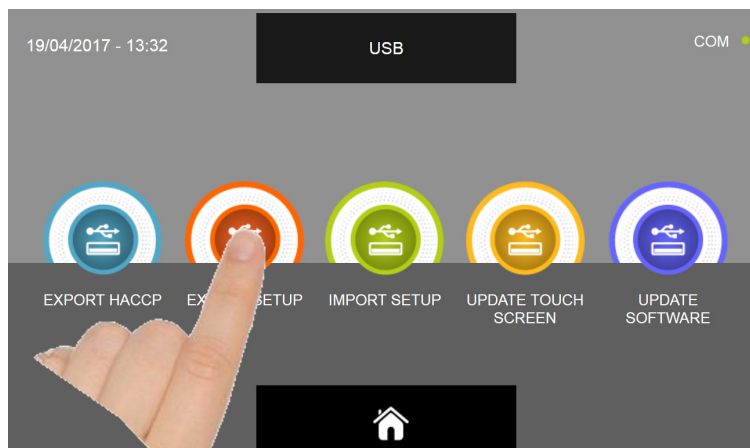 19/04/2017 - 13:32
USB
COM
EXPORT HACCP
SETUP
IMPORT SETUP
UPDATE TOUCH
SCREEN
UPDATE
SOFTWARE